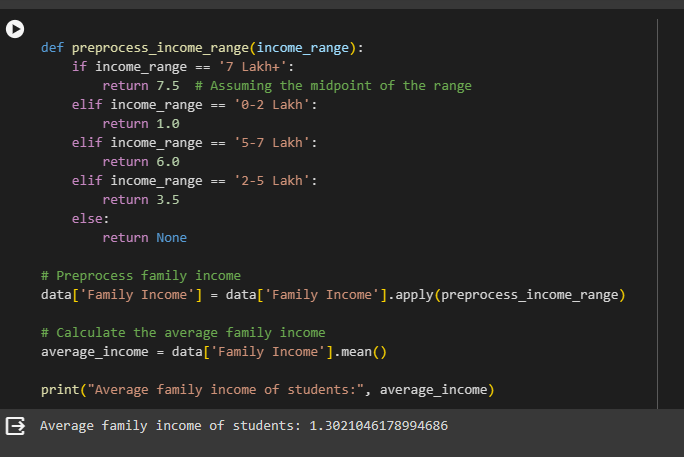 def preprocess_income_range(income_range):
    if income_range == '7 Lakh+':
        return 7.5  # Assuming the midpoint of the range
    elif income_range == '0-2 Lakh':
        return 1.0
    elif income_range == '5-7 Lakh':
        return 6.0
    elif income_range == '2-5 Lakh':
        return 3.5
    else:
        return None
# Preprocess family income
data['Family Income'] = data['Family Income'].apply(preprocess_income_range)
# Calculate the average family income
average_income = data['Family Income'].mean()
print("Average family income of students:", average_income)
Average family income of students: 1.3021046178994686